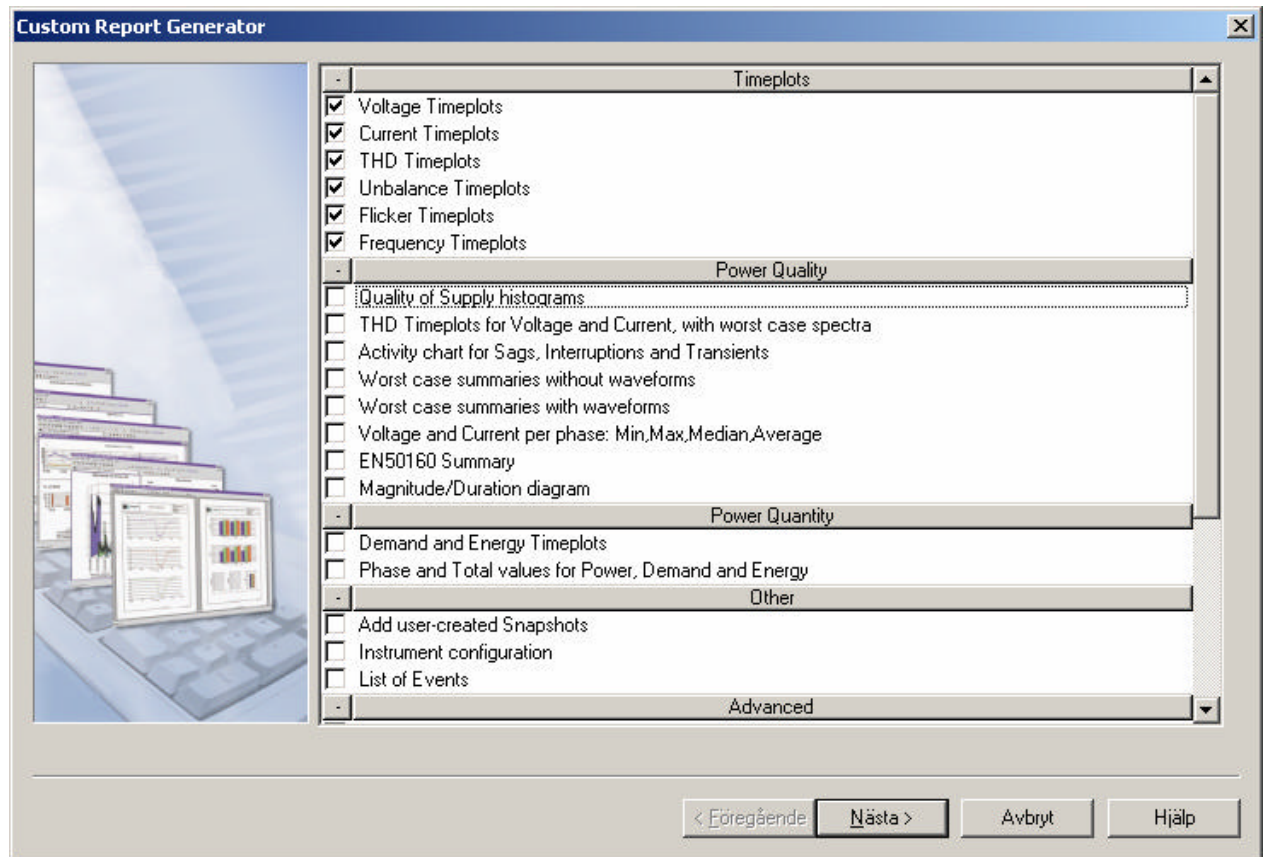 Custom Report Generator
- Timeplots
Voltage Timeplots
Current Timeplots
THD Timeplots
Unbalance Timeplots
Flicker Timeplots
Frequency Timeplots
- Power Quality
Quality of Supply histograms
THD Timeplots for Voltage and Current, with worst case spectra
Activity chart for Sags, Interruptions and Transients
Worst case summaries without waveforms
Worst case summaries with waveforms
Voltage and Current per phase: Min,Max,Median,Average
EN50160 Summary
Magnitude/Duration diagram
- Power Quantity
Demand and Energy Timeplots
Phase and Total values for Power, Demand and Energy
- Other
Add user-created Snapshots
Instrument configuration
List of Events
- Advanced
< Föregående Nästa > Avbryt Hjälp